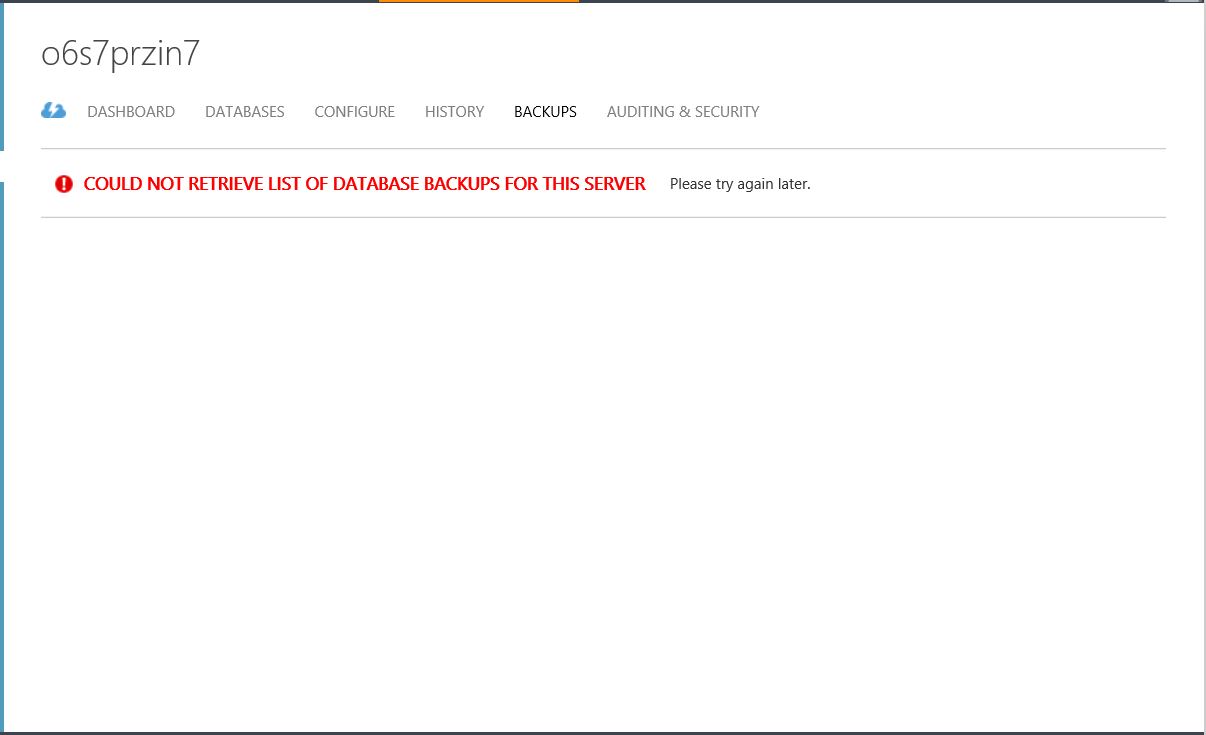 o6s7przin7
DASHBOARD DATABASES CONFIGURE HISTORY BACKUPS AUDITING & SECURITY
COULD NOT RETRIEVE LIST OF DATABASE BACKUPS FOR THIS SERVER Please try again later.